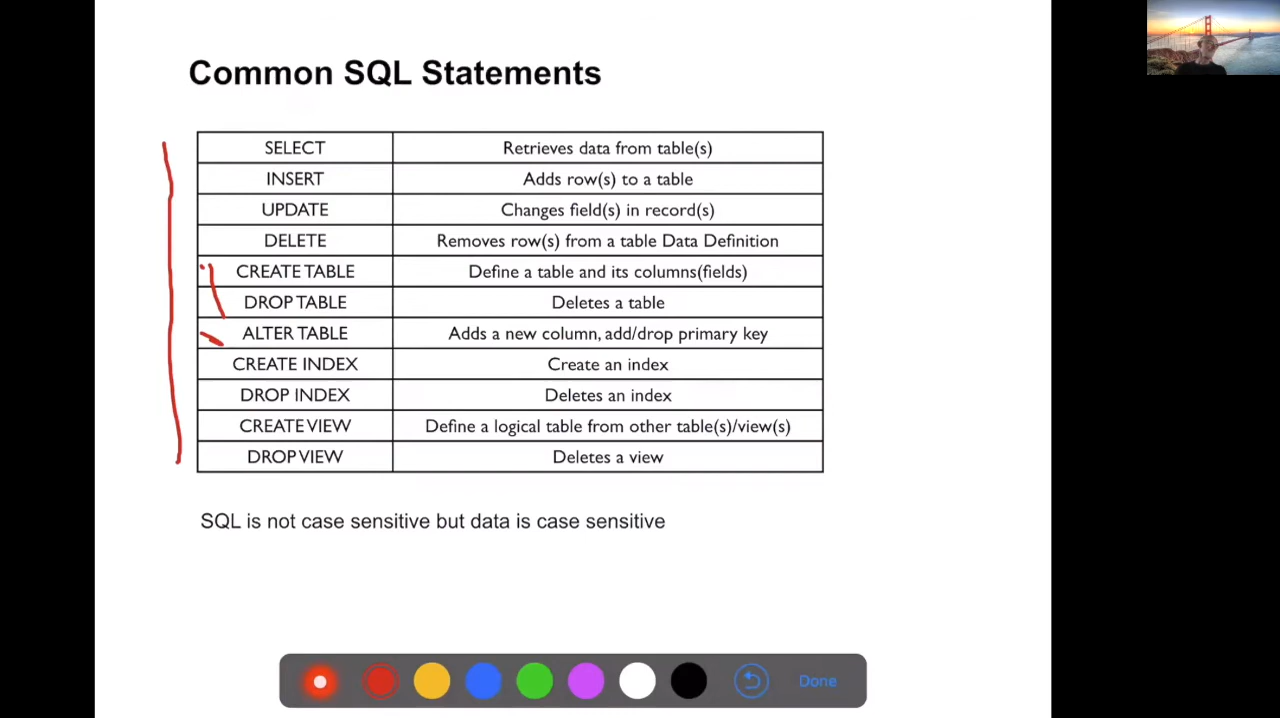 Common SQL Statements
SELECT Retrieves data from table(s)
INSERT Adds row(s) to a table
UPDATE Changes field(s) in record(s)
DELETE Removes row(s) from a table Data Definition
CREATE TABLE Define a table and its columns(fields)
DROP TABLE Deletes a table
ALTER TABLE Adds a new column, add/drop primary key
CREATE INDEX Create an index
DROP INDEX Deletes an index
CREATE VIEW Define a logical table from other table(s)/view(s)
DROP VIEW Deletes a view
SQL is not case sensitive but data is case sensitive
Done